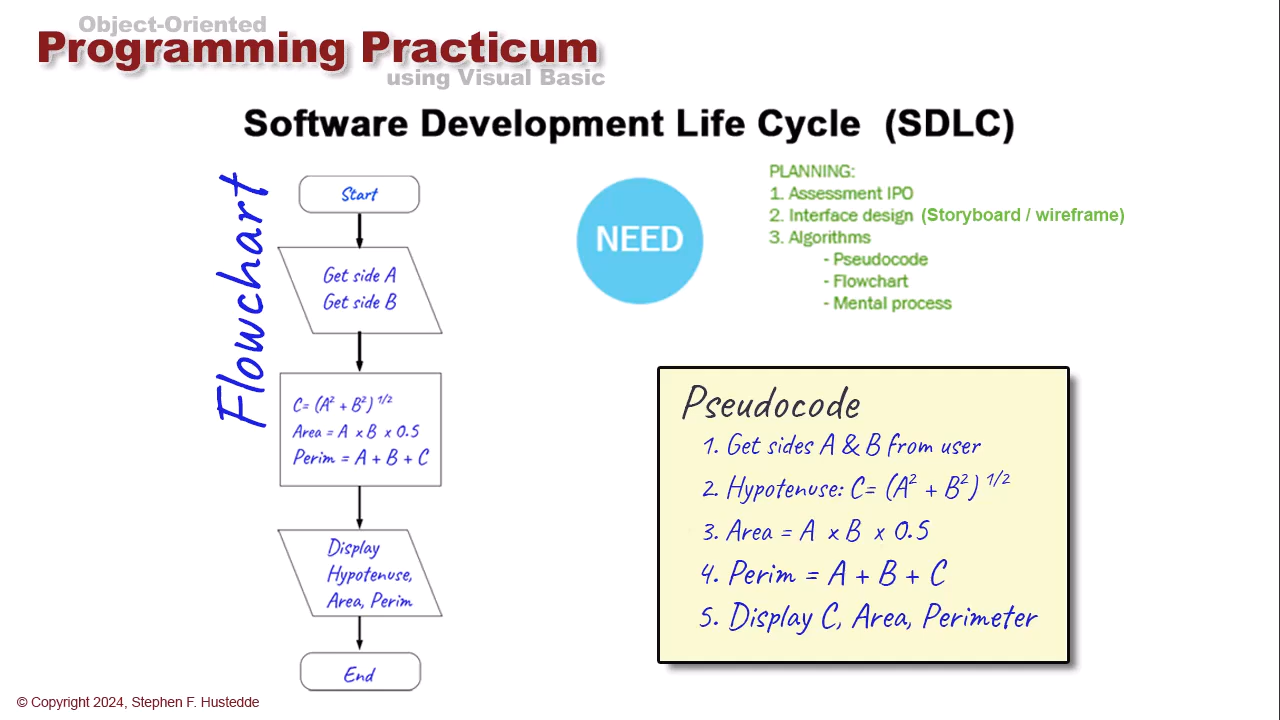 Object-Oriented
Programming Practicum
using Visual Basic
Software Development Life Cycle (SDLC)
Flowchart
Start
Get side A
Get side B
C= (A² + B²) ¹/²
Area = A x B x 0.5
Perim = A + B + C
Display
Hypotenuse,
Area, Perim
End
NEED
PLANNING:
1. Assessment IPO
2. Interface design (Storyboard / wireframe)
3. Algorithms
- Pseudocode
- Flowchart
- Mental process
Pseudocode
1. Get sides A & B from user
2. Hypotenuse: C= (A² + B²) ¹/²
3. Area = A x B x 0.5
4. Perim = A + B + C
5. Display C, Area, Perimeter
© Copyright 2024, Stephen F. Hustedde